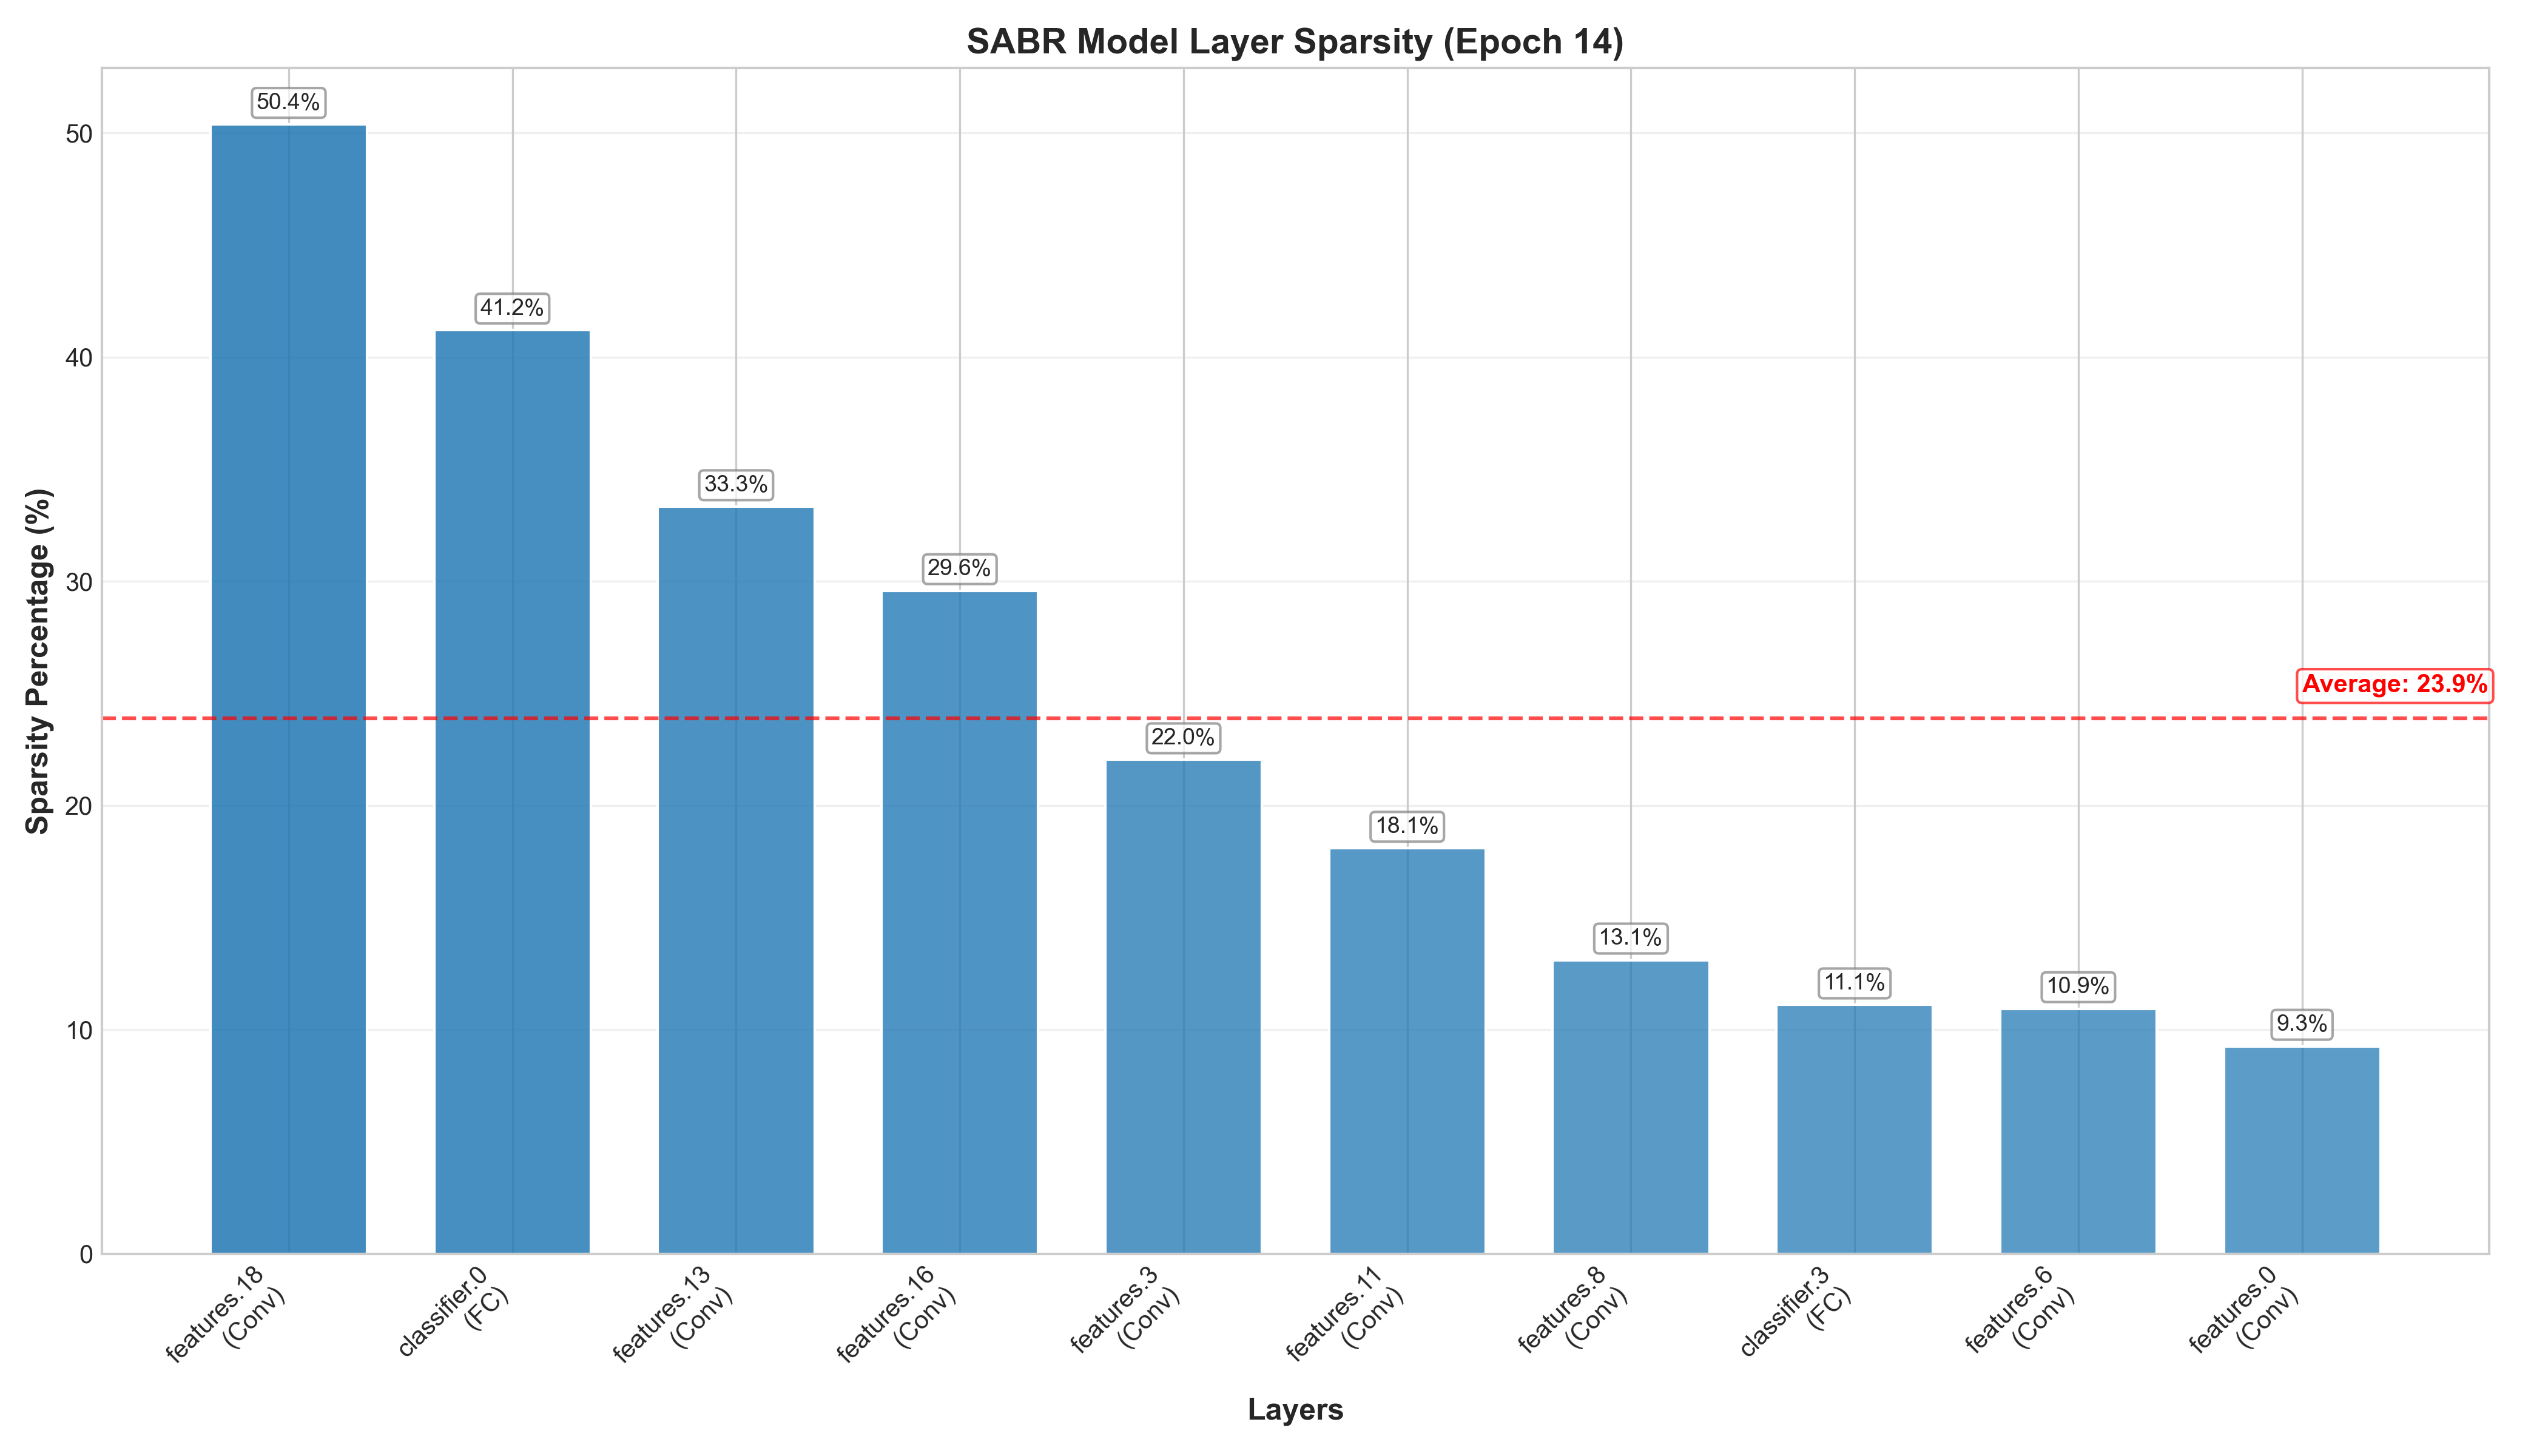 SABR Model Layer Sparsity (Epoch 14)
Sparsity Percentage (%)
50
40
30
20
10
0
50.4%
41.2%
33.3%
29.6%
22.0%
18.1%
13.1%
11.1%
10.9%
9.3%
Average: 23.9%
features.18
(Conv)
classifier.0
(FC)
features.13
(Conv)
features.16
(Conv)
features.3
(Conv)
features.11
(Conv)
features.8
(Conv)
classifier.3
(FC)
features.6
(Conv)
features.0
(Conv)
Layers